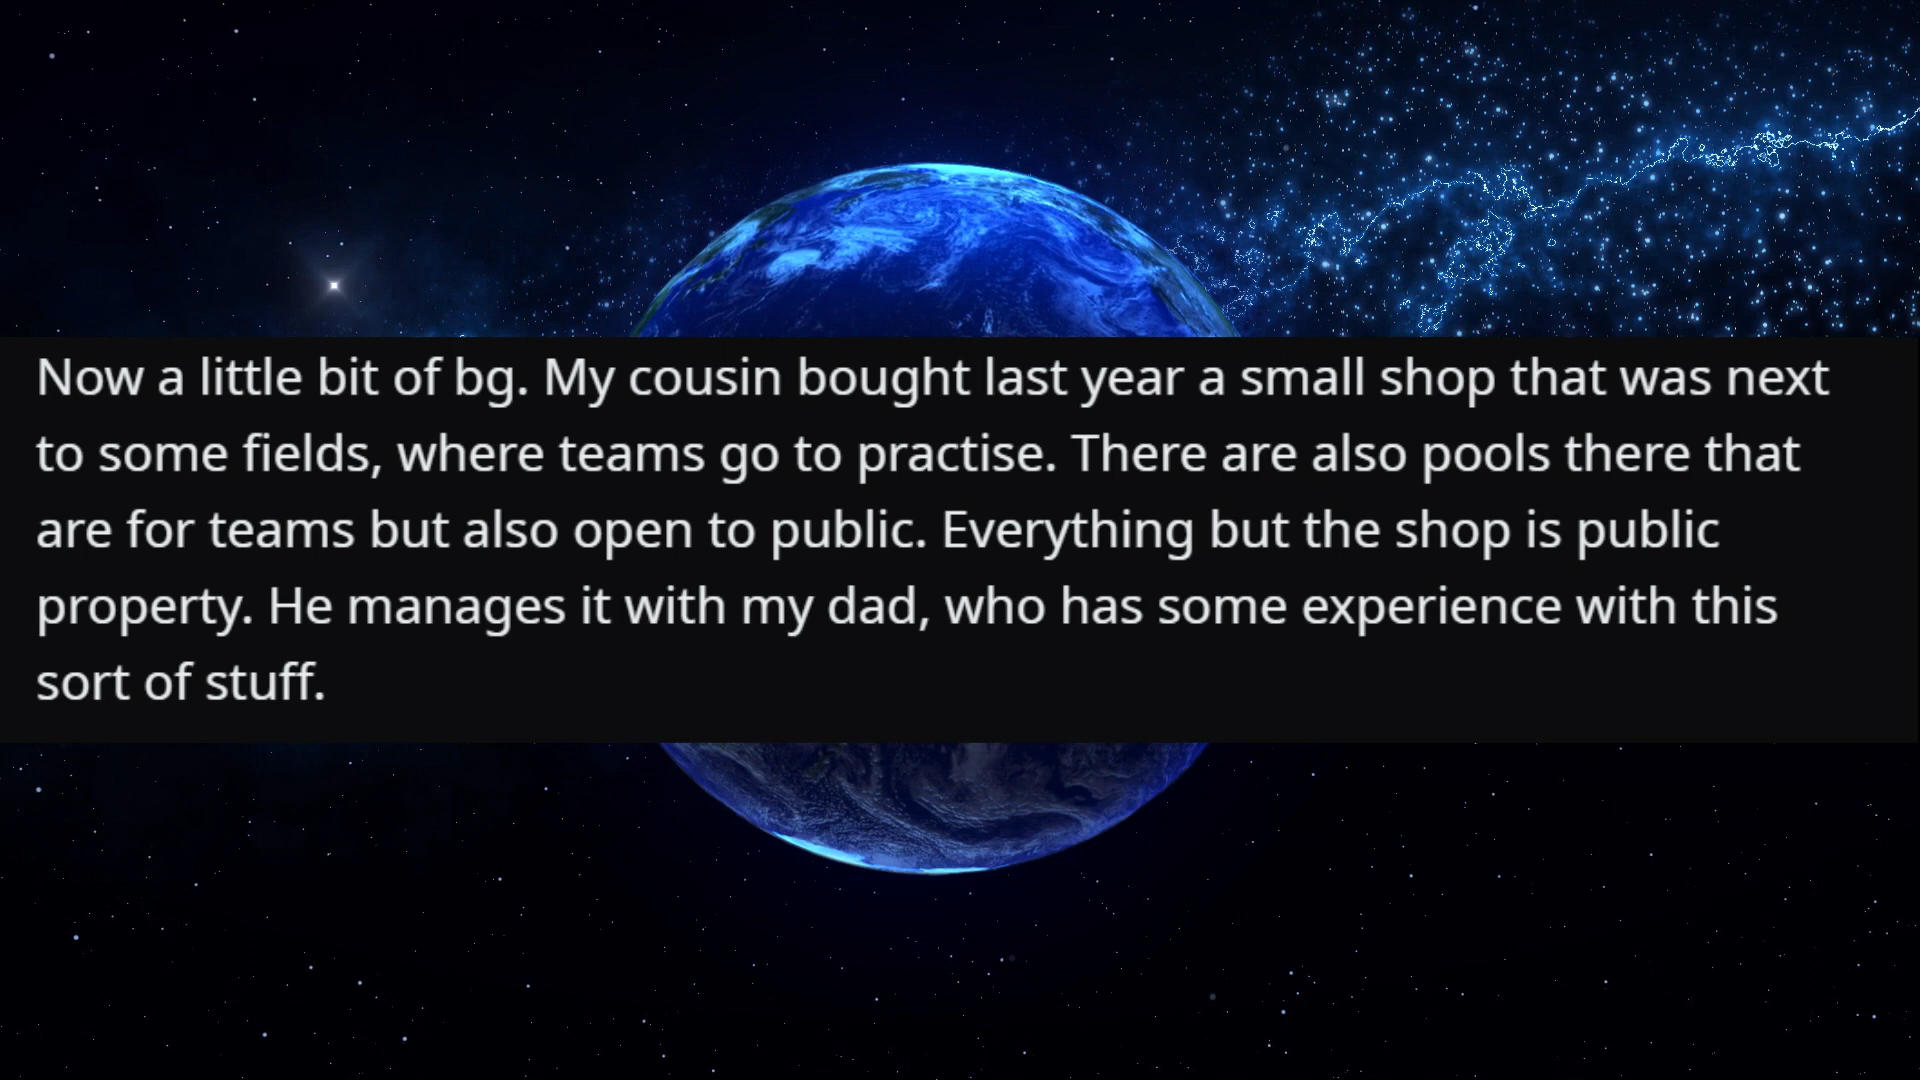 Now a little bit of bg. My cousin bought last year a small shop that was next
to some fields, where teams go to practise. There are also pools there that
are for teams but also open to public. Everything but the shop is public
property. He manages it with my dad, who has some experience with this
sort of stuff.